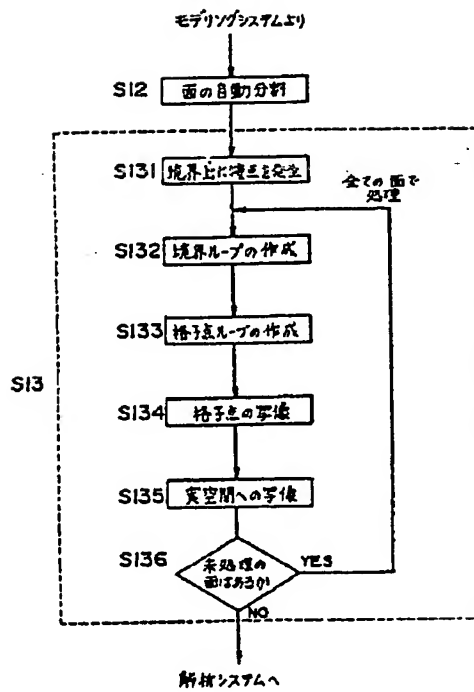 モデリングシステムより
S12
面の自動分割
S131
境界上に接点を発生
全ての面で
処理
S132
境界ループの作成
S133
格子点ループの作成
S13
S134
格子点の写像
S135
実空間への写像
S136
未処理の
面はあるか
YES
NO
解析システムへ